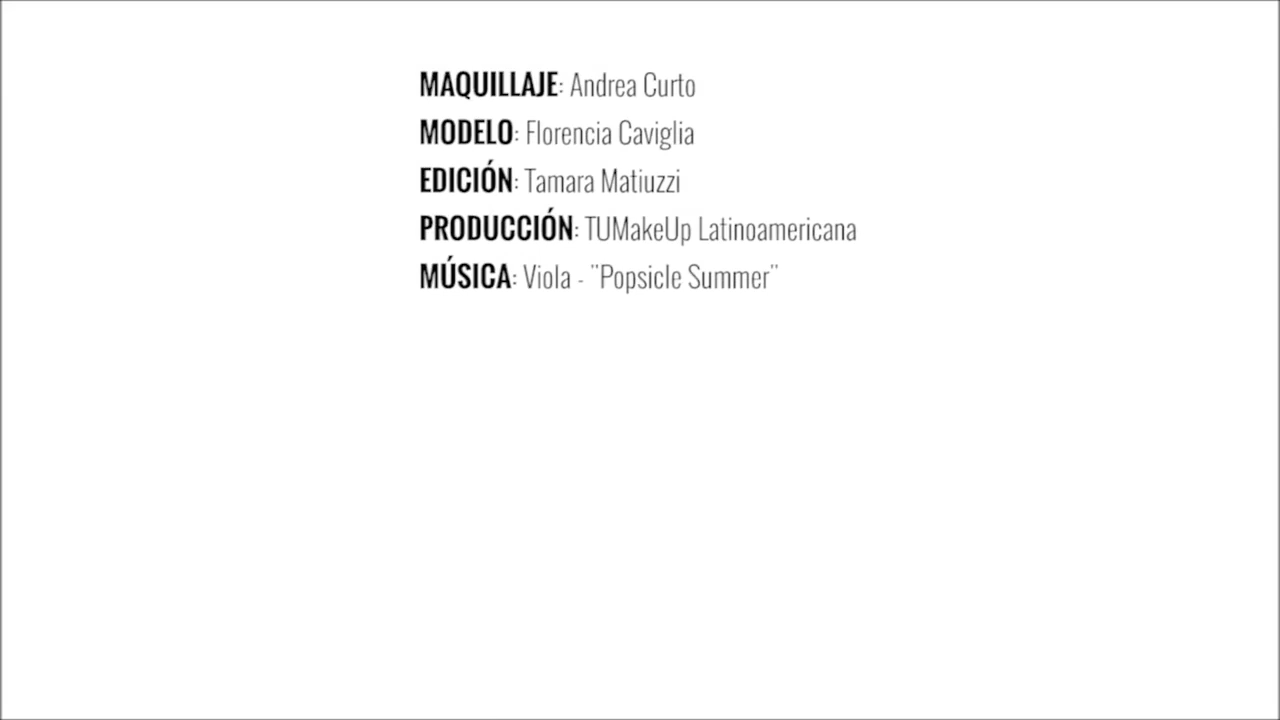 MAQUILLAJE: Andrea Curto
MODELO: Florencia Caviglia
EDICIÓN: Tamara Matiuzzi
PRODUCCIÓN: TUMakeUp Latinoamericana
MÚSICA: Viola - ¨Popsicle Summer¨